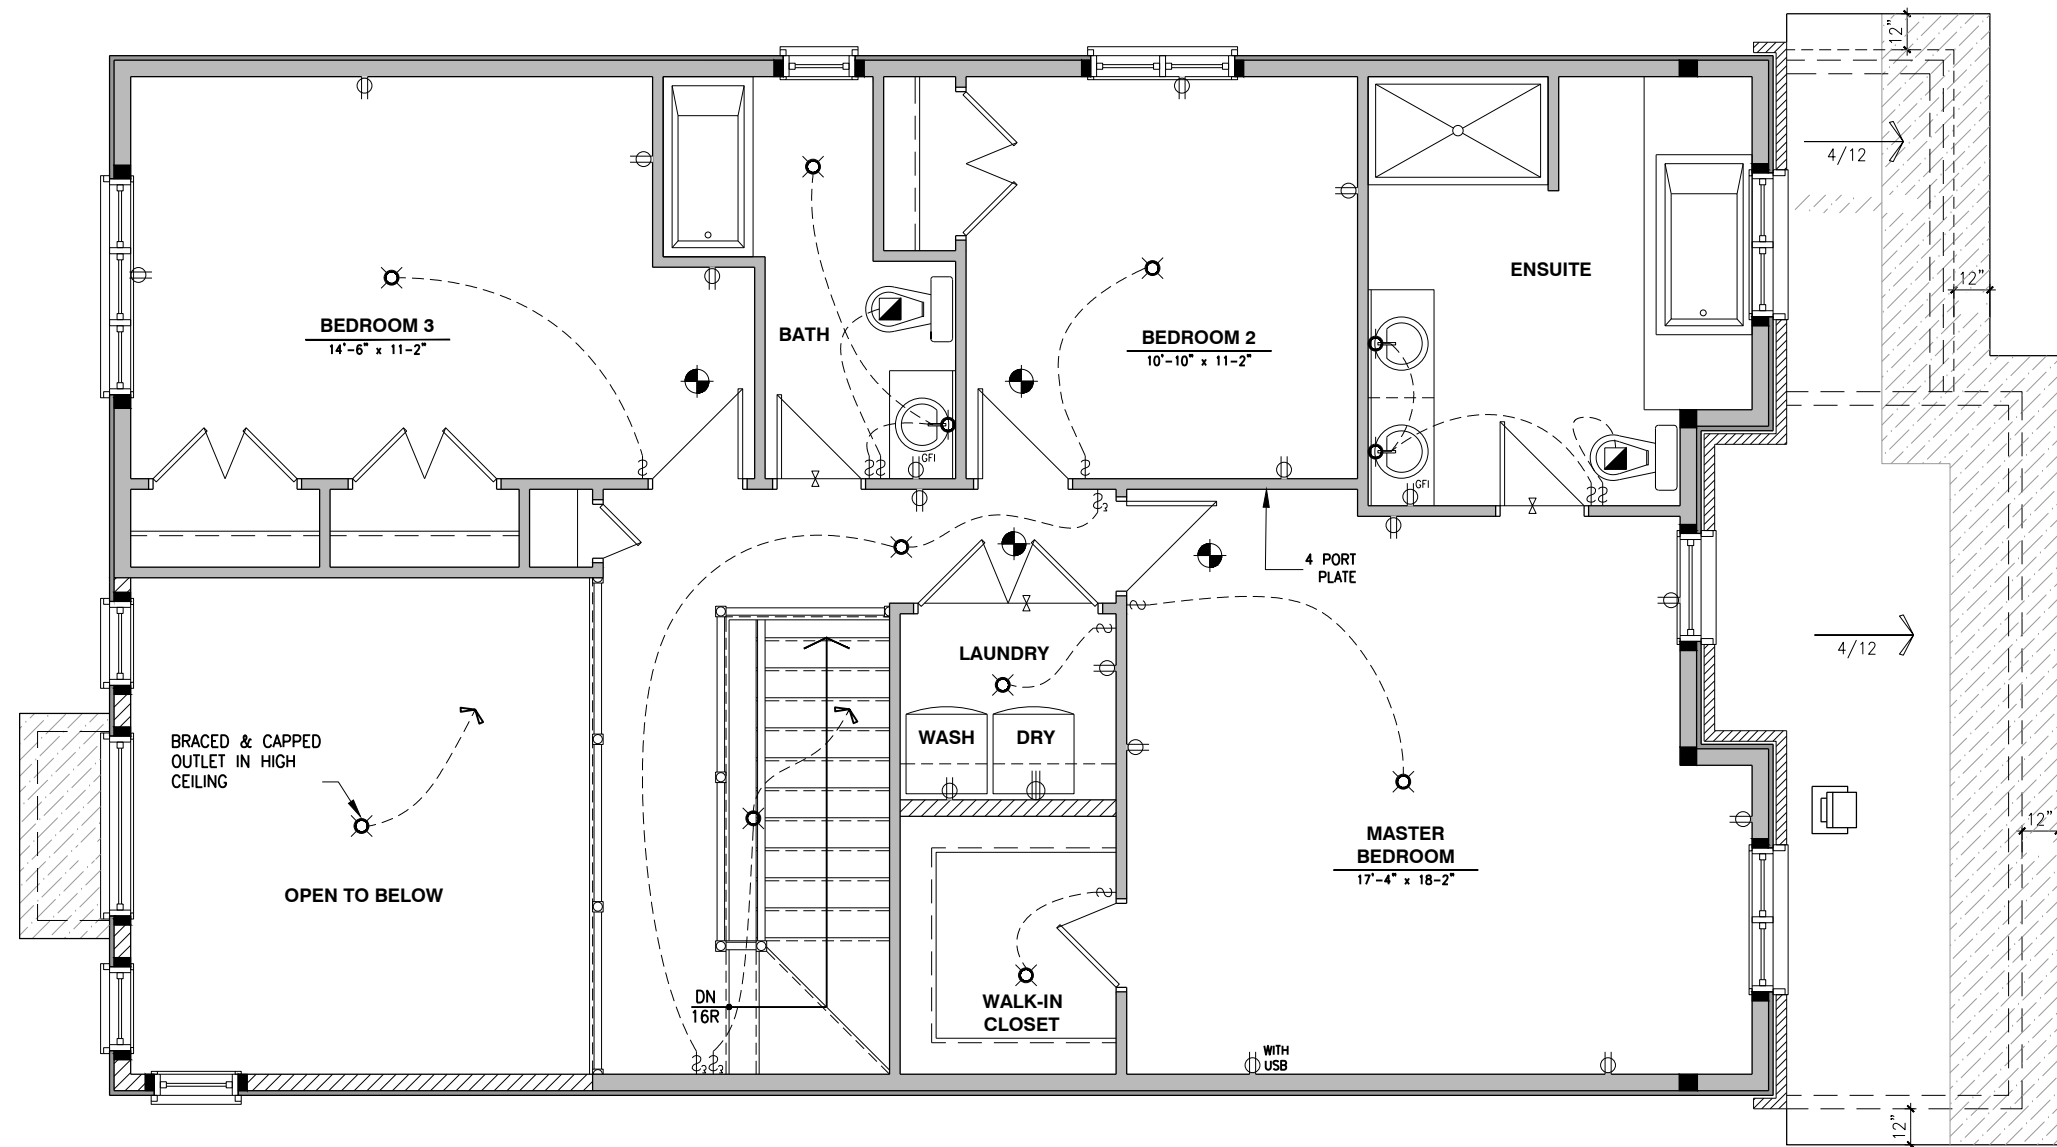 12"
4/12
12"
ENSUITE
BEDROOM 3
14'-6" x 11-2"
BATH
BEDROOM 2
10'-10" x 11-2"
GFI
GFI
4 PORT
PLATE
4/12
LAUNDRY
WASH
DRY
BRACED & CAPPED
OUTLET IN HIGH
CEILING
12"
MASTER
BEDROOM
17'-4" x 18-2"
OPEN TO BELOW
DN
16R
WALK-IN
CLOSET
WITH
USB
12"